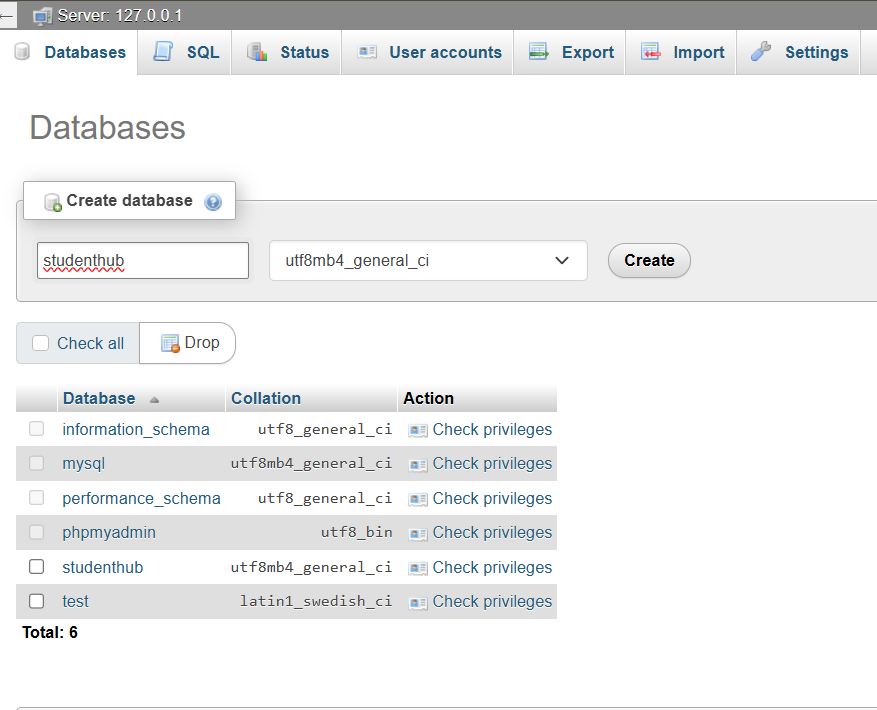 Server: 127.0.0.1
Databases SQL Status User accounts Export Import Settings
Databases
Create database
studenthub utf8mb4_general_ci Create
Check all Drop
Database Collation Action
information_schema utf8_general_ci Check privileges
mysql utf8mb4_general_ci Check privileges
performance_schema utf8_general_ci Check privileges
phpmyadmin utf8_bin Check privileges
studenthub utf8mb4_general_ci Check privileges
test latin1_swedish_ci Check privileges
Total: 6